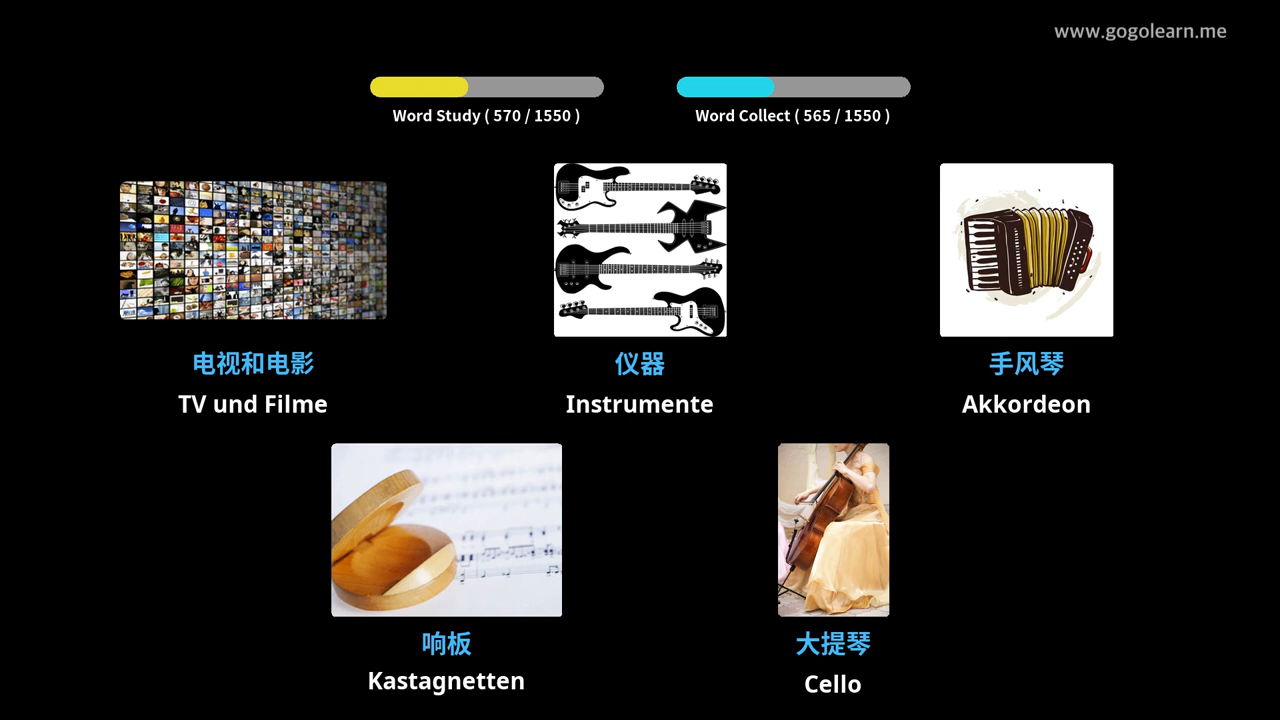 www.gogolearn.me
Word Study ( 570 / 1550 )
Word Collect ( 565 / 1550 )
电视和电影
TV und Filme
仪器
Instrumente
手风琴
Akkordeon
响板
Kastagnetten
大提琴
Cello